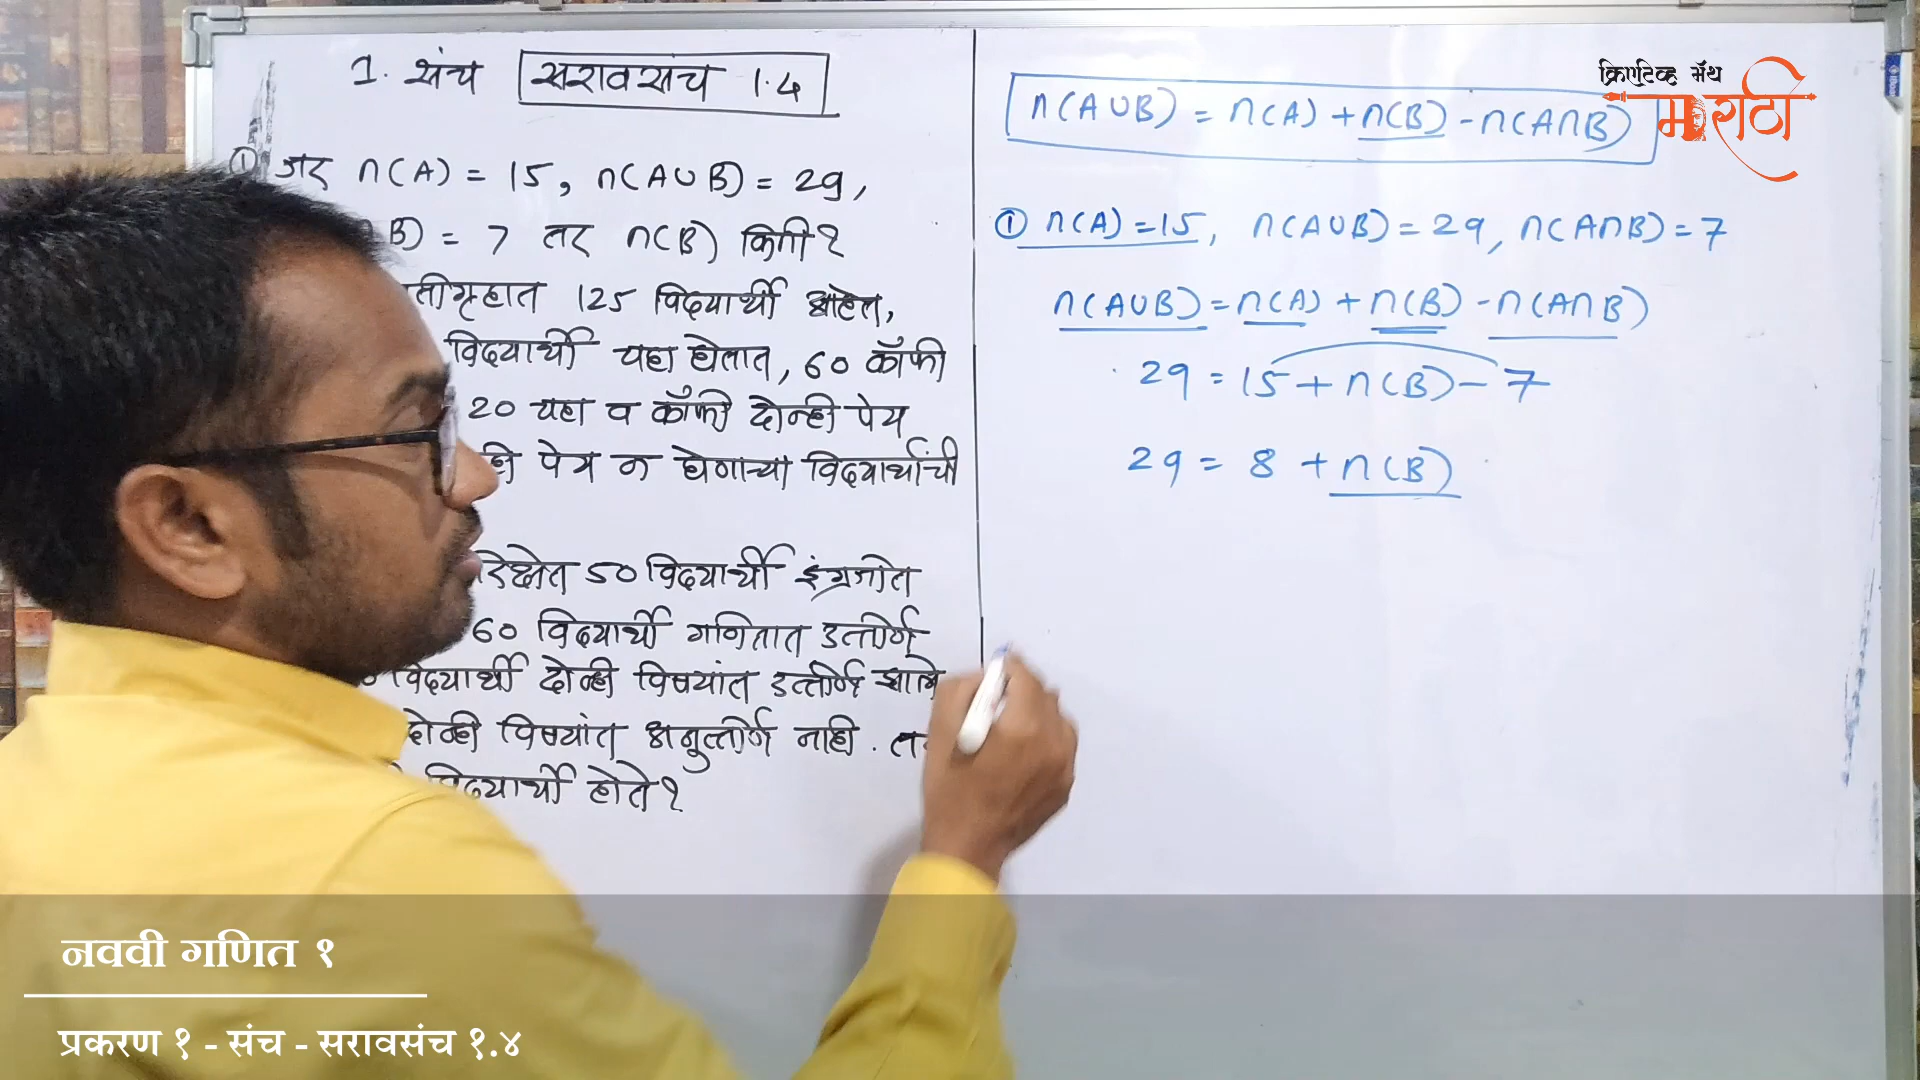 1. संच सरावसंच 1.4
① जर n(A) = 15, n(A∪B) = 29,
B) = 7 तर n(B) किती?
तीगृहात 125 विद्यार्थी आहेत,
विद्यार्थी चहा घेतात, 60 कॉफी
20 चहा व कॉफी दोन्ही पेय
पेय न घेणाऱ्या विद्यार्थ्यांची
50 विद्यार्थी इंग्रजीत
60 विद्यार्थी गणितात उत्तीर्ण
विद्यार्थी दोन्ही विषयांत उत्तीर्ण झाले
दोन्ही विषयांत अनुत्तीर्ण नाही. त
विद्यार्थी होते?
n(A∪B) = n(A) + n(B) - n(A∩B)
① n(A) = 15, n(A∪B) = 29, n(A∩B) = 7
n(A∪B) = n(A) + n(B) - n(A∩B)
29 = 15 + n(B) - 7
29 = 8 + n(B)
क्रिएटिव्ह मॅथ
मराठी
नववी गणित १
प्रकरण १ - संच - सरावसंच १.४